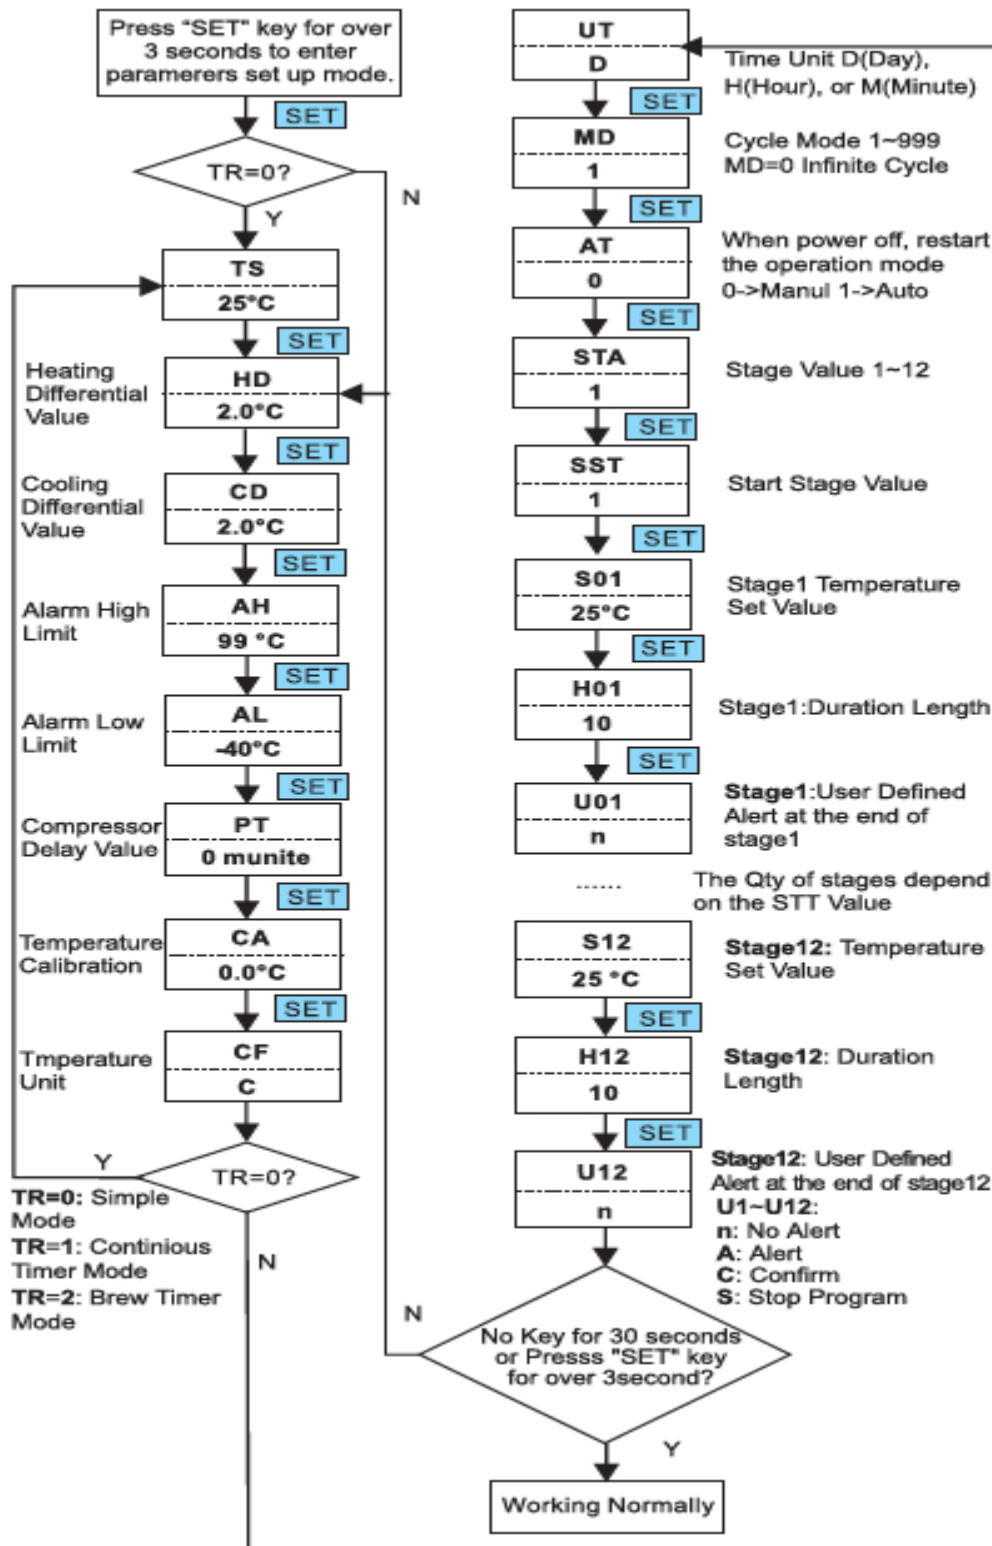 Press "SET" key for over
3 seconds to enter
paramerers set up mode.
SET
TR=0?
N
Y
TS
25°C
SET
Heating
Differential
Value
HD
2.0°C
SET
Cooling
Differential
Value
CD
2.0°C
SET
Alarm High
Limit
AH
99 °C
SET
Alarm Low
Limit
AL
-40°C
SET
Compressor
Delay Value
PT
0 munite
SET
Temperature
Calibration
CA
0.0°C
SET
Tmperature
Unit
CF
C
Y
TR=0?
TR=0: Simple
Mode
TR=1: Continious
Timer Mode
TR=2: Brew Timer
Mode
N
UT
D
Time Unit D(Day),
H(Hour), or M(Minute)
SET
MD
1
Cycle Mode 1~999
MD=0 Infinite Cycle
SET
AT
0
When power off, restart
the operation mode
0->Manul 1->Auto
SET
STA
1
Stage Value 1~12
SET
SST
1
Start Stage Value
SET
S01
25°C
Stage1 Temperature
Set Value
SET
H01
10
Stage1:Duration Length
SET
U01
n
Stage1:User Defined
Alert at the end of
stage1
......
The Qty of stages depend
on the STT Value
S12
25 °C
Stage12: Temperature
Set Value
SET
H12
10
Stage12: Duration
Length
SET
U12
n
Stage12: User Defined
Alert at the end of stage12
U1~U12:
n: No Alert
A: Alert
C: Confirm
S: Stop Program
N
No Key for 30 seconds
or Presss "SET" key
for over 3second?
Y
Working Normally